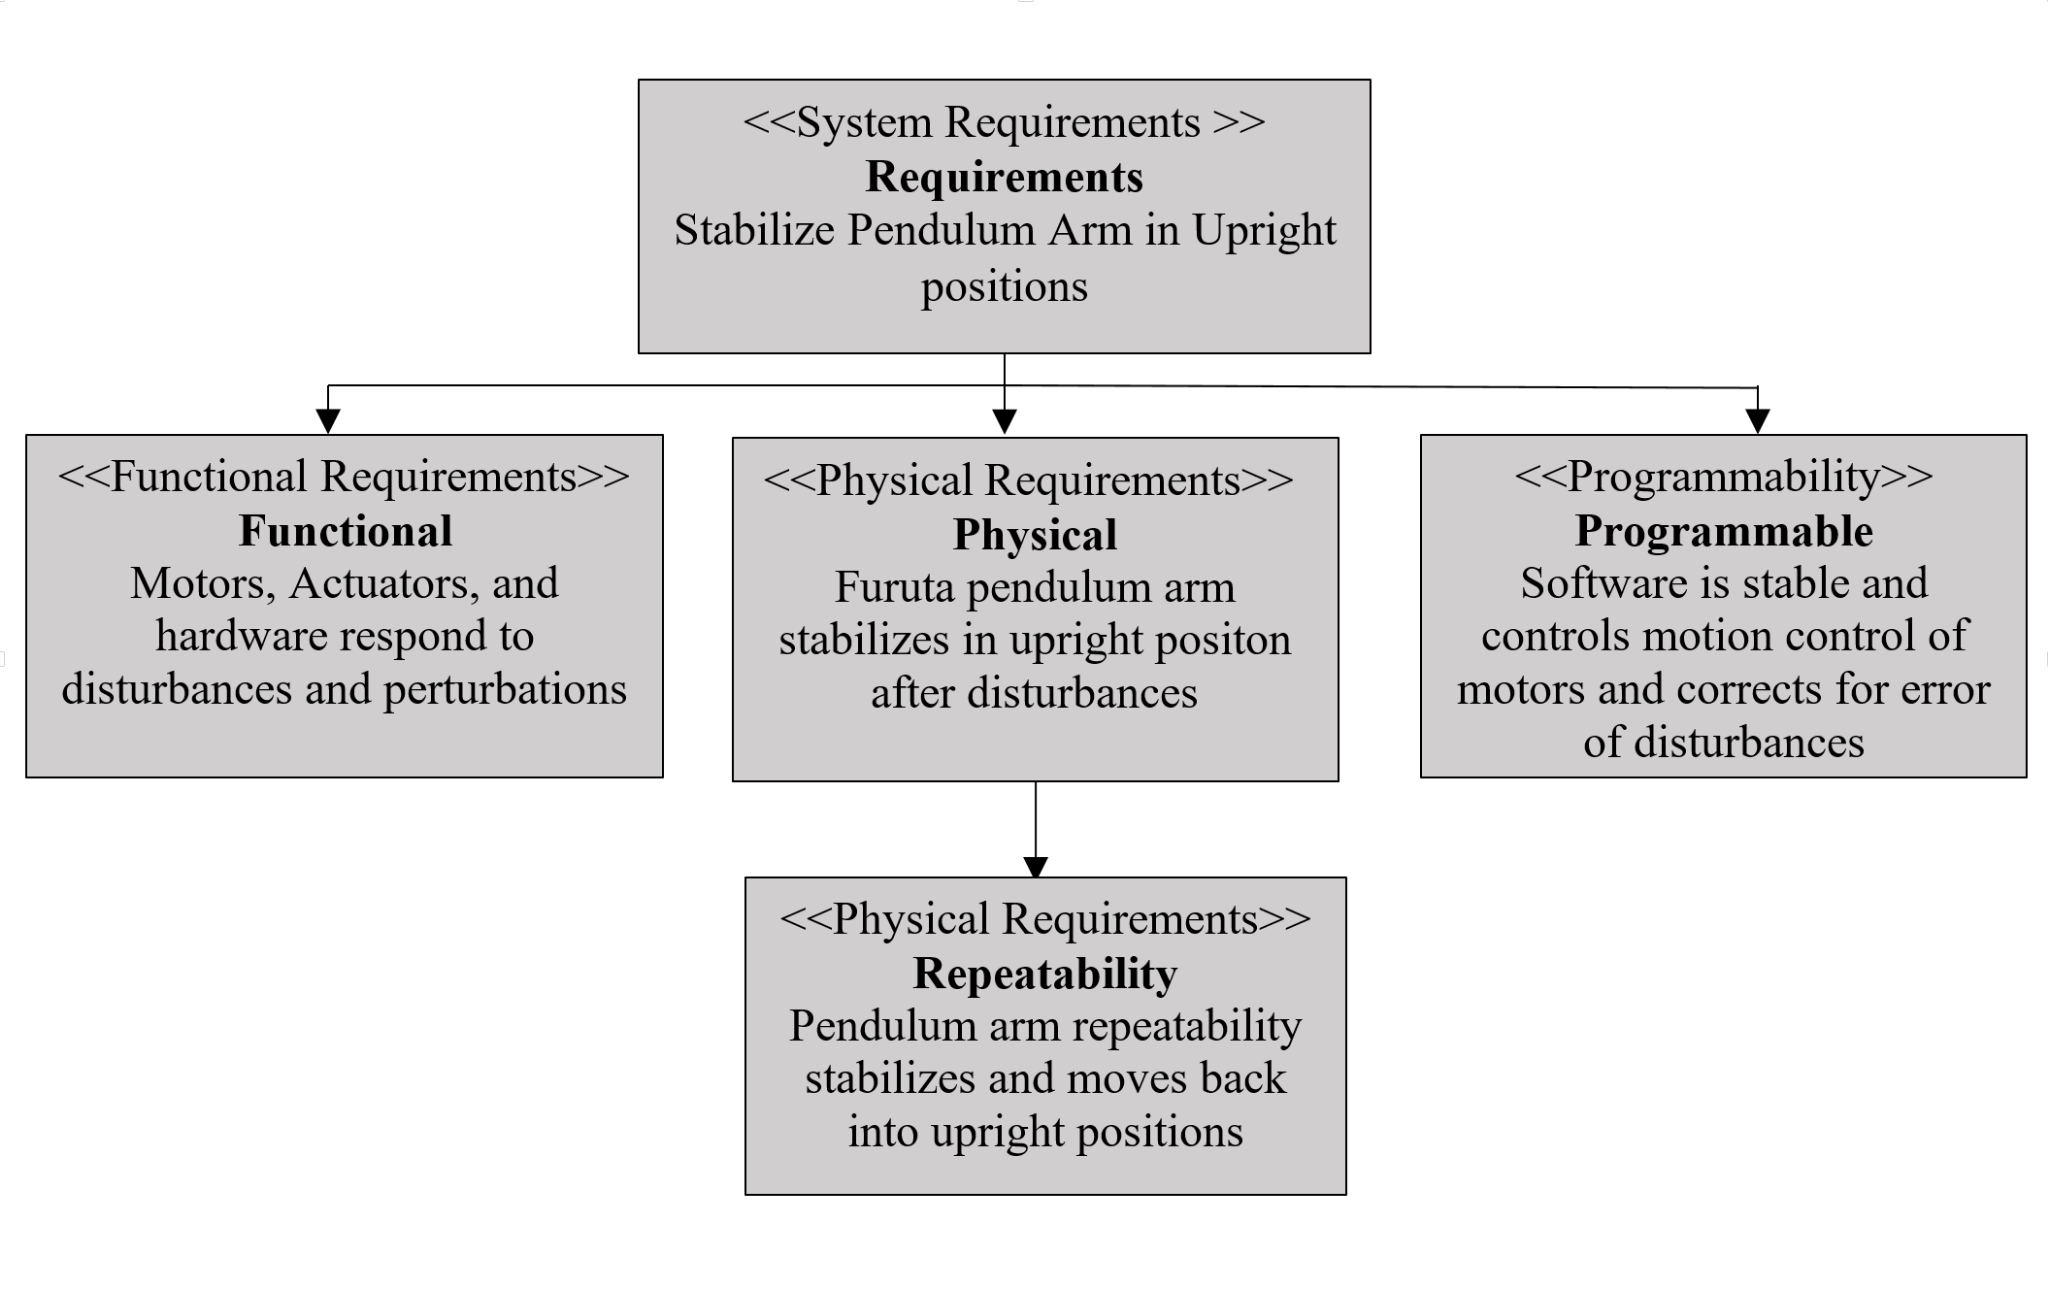 <<System Requirements >>
Requirements
Stabilize Pendulum Arm in Upright
positions
<<Functional Requirements>>
Functional
Motors, Actuators, and
hardware respond to
disturbances and perturbations
<<Physical Requirements>>
Physical
Furuta pendulum arm
stabilizes in upright positon
after disturbances
<<Programmability>>
Programmable
Software is stable and
controls motion control of
motors and corrects for error
of disturbances
<<Physical Requirements>>
Repeatability
Pendulum arm repeatability
stabilizes and moves back
into upright positions